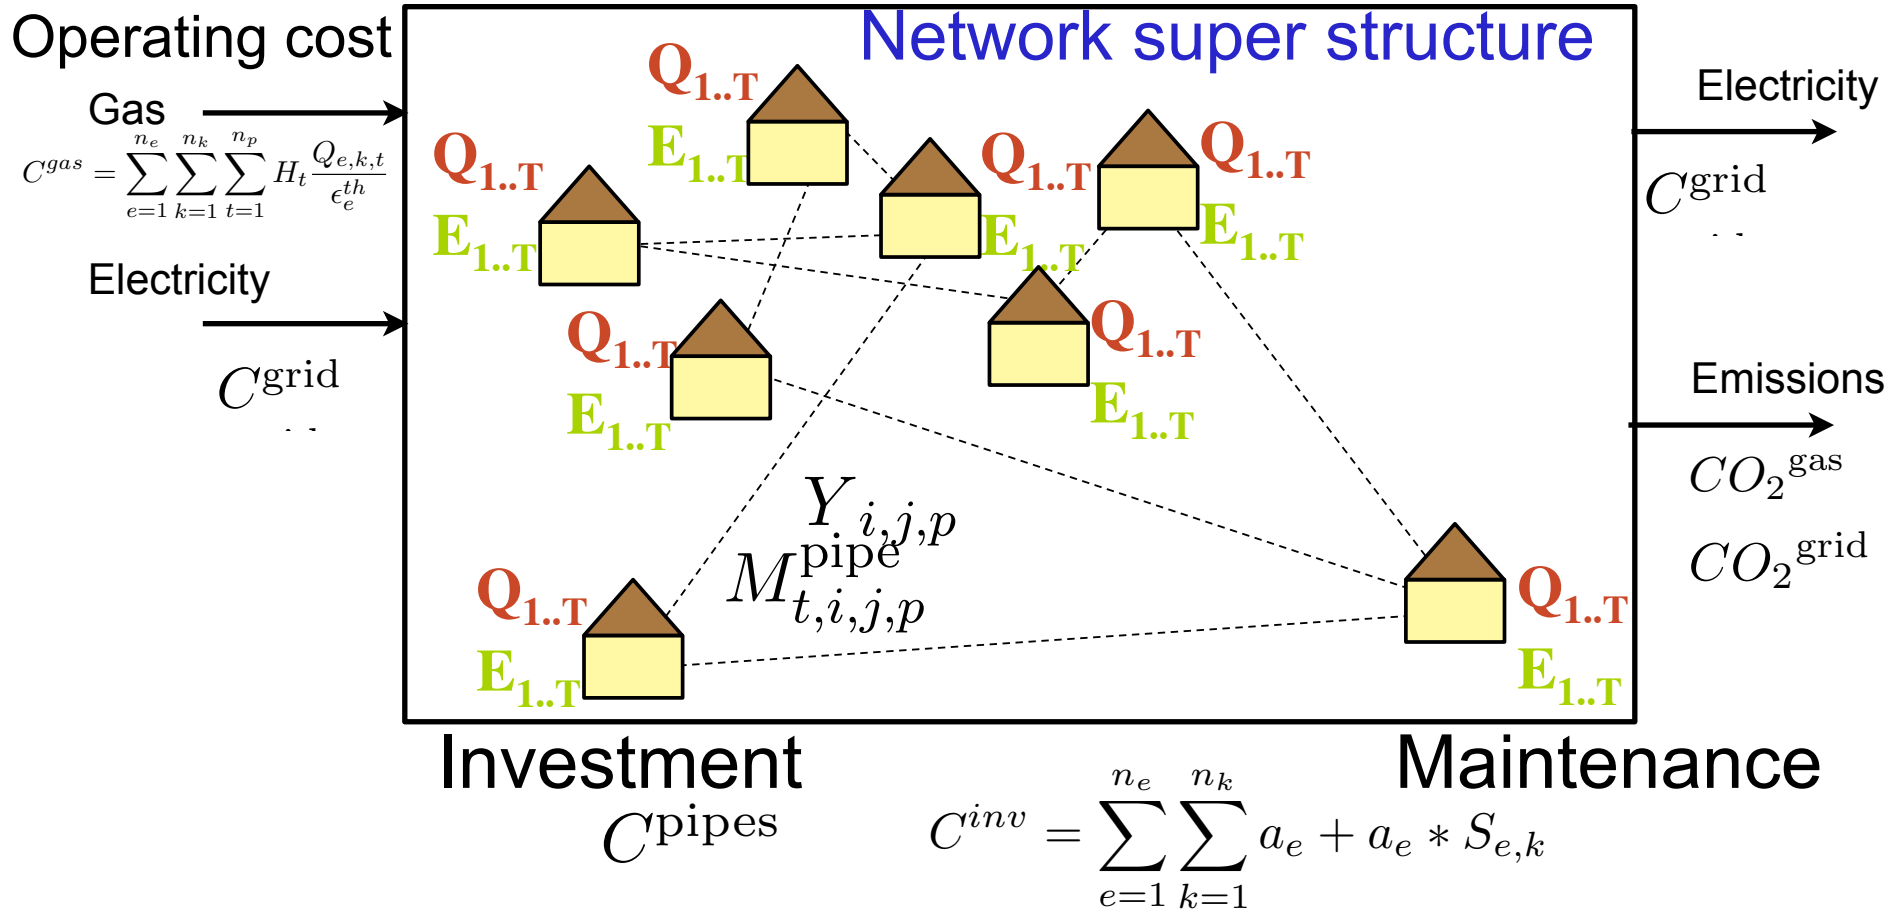 Operating cost
Network super structure
Gas
C^{gas} = \sum_{e=1}^{n_e} \sum_{k=1}^{n_k} \sum_{t=1}^{n_p} H_t \frac{Q_{e,k,t}}{\epsilon_e^{th}}
Electricity
C^{grid}
Q_{1..T}
E_{1..T}
Q_{1..T}
E_{1..T}
Q_{1..T}
E_{1..T}
Q_{1..T}
E_{1..T}
Q_{1..T}
E_{1..T}
Q_{1..T}
E_{1..T}
Y_{i,j,p}
M_{t,i,j,p}^{pipe}
Q_{1..T}
E_{1..T}
Q_{1..T}
E_{1..T}
Electricity
C^{grid}
Emissions
CO_2^{gas}
CO_2^{grid}
Investment
Maintenance
C^{pipes}
C^{inv} = \sum_{e=1}^{n_e} \sum_{k=1}^{n_k} a_e + a_e * S_{e,k}